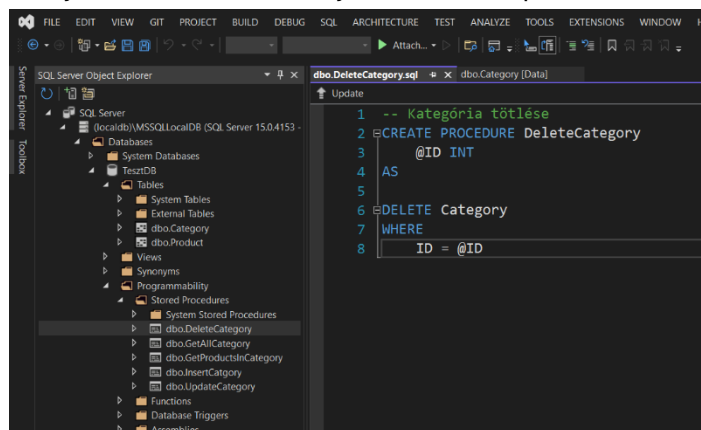 FILE EDIT VIEW GIT PROJECT BUILD DEBUG SQL ARCHITECTURE TEST ANALYZE TOOLS EXTENSIONS WINDOW
Attach...
Server Explorer
Toolbox
SQL Server Object Explorer
SQL Server
(localdb)\MSSQLLocalDB (SQL Server 15.0.4153 -
Databases
System Databases
TesztDB
Tables
System Tables
External Tables
dbo.Category
dbo.Product
Views
Synonyms
Programmability
Stored Procedures
System Stored Procedures
dbo.DeleteCategory
dbo.GetAllCategory
dbo.GetProductsInCategory
dbo.InsertCatgory
dbo.UpdateCategory
Functions
Database Triggers
Assemblies
dbo.DeleteCategory.sql dbo.Category [Data]
Update
1 -- Kategória tötlése
2 CREATE PROCEDURE DeleteCategory
3 @ID INT
4 AS
5
6 DELETE Category
7 WHERE
8 ID = @ID